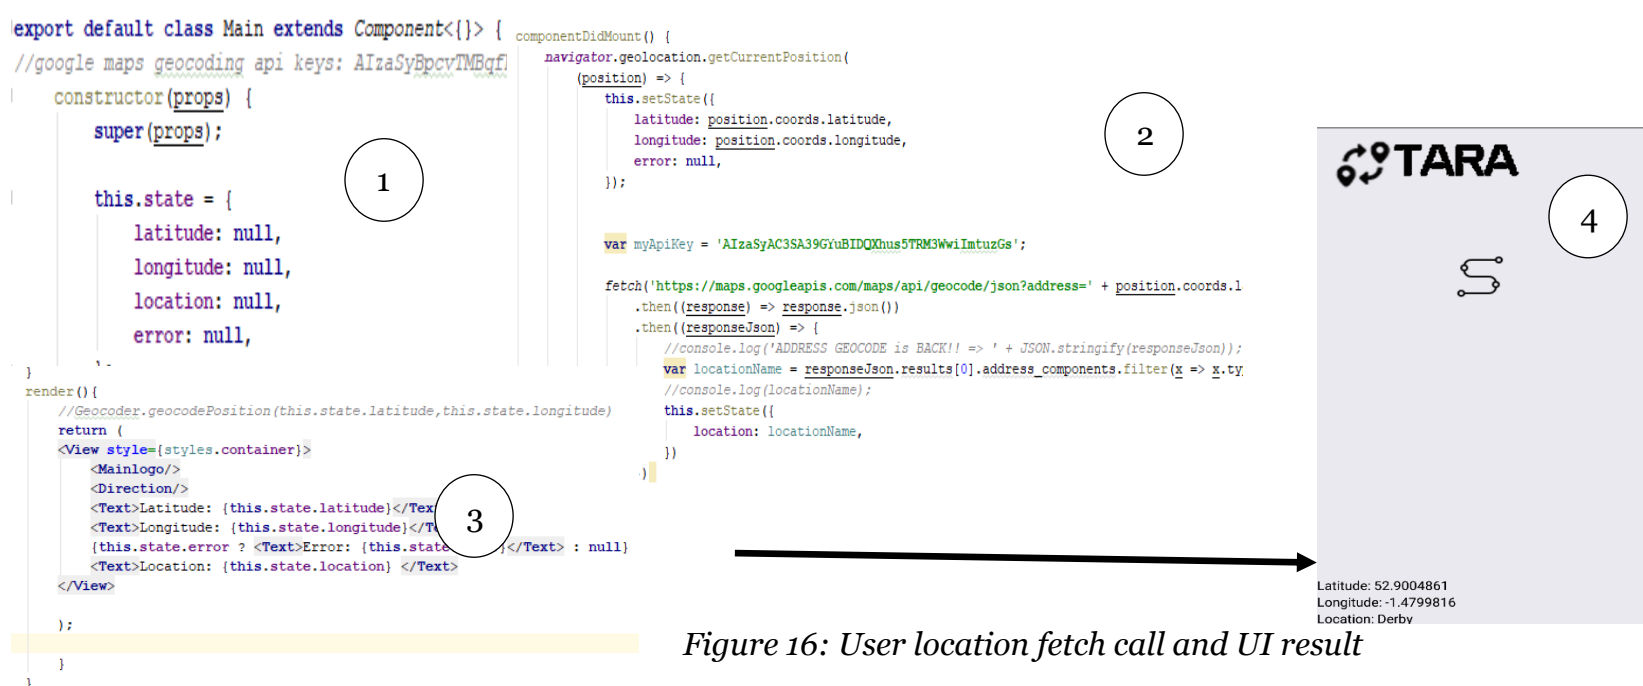 export default class Main extends Component<{}> {
//google maps geocoding api keys: AIzaSyBpcvTMBqf
constructor(props) {
super(props);
1
this.state = {
latitude: null,
longitude: null,
location: null,
error: null,
componentDidMount() {
navigator.geolocation.getCurrentPosition(
(position) => {
this.setState({
latitude: position.coords.latitude,
longitude: position.coords.longitude,
error: null,
});
2
var myApiKey = 'AIzaSyAC3SA39GYuBIDQXhus5TRM3WwiImtuzGs';
fetch('https://maps.googleapis.com/maps/api/geocode/json?address=' + position.coords.l
.then((response) => response.json())
.then((responseJson) => {
//console.log('ADDRESS GEOCODE is BACK!! => ' + JSON.stringify(responseJson));
var locationName = responseJson.results[0].address_components.filter(x => x.ty
//console.log(locationName);
this.setState({
location: locationName,
})
)
}
render(){
//Geocoder.geocodePosition(this.state.latitude,this.state.longitude)
return (
<View style={styles.container}>
<Mainlogo/>
<Direction/>
<Text>Latitude: {this.state.latitude}</Tex
<Text>Longitude: {this.state.longitude}</T
{this.state.error ? <Text>Error: {this.state }</Text> : null}
<Text>Location: {this.state.location} </Text>
</View>
);
}
}
3
TARA
4
Latitude: 52.9004861
Longitude: -1.4799816
Location: Derby
Figure 16: User location fetch call and UI result